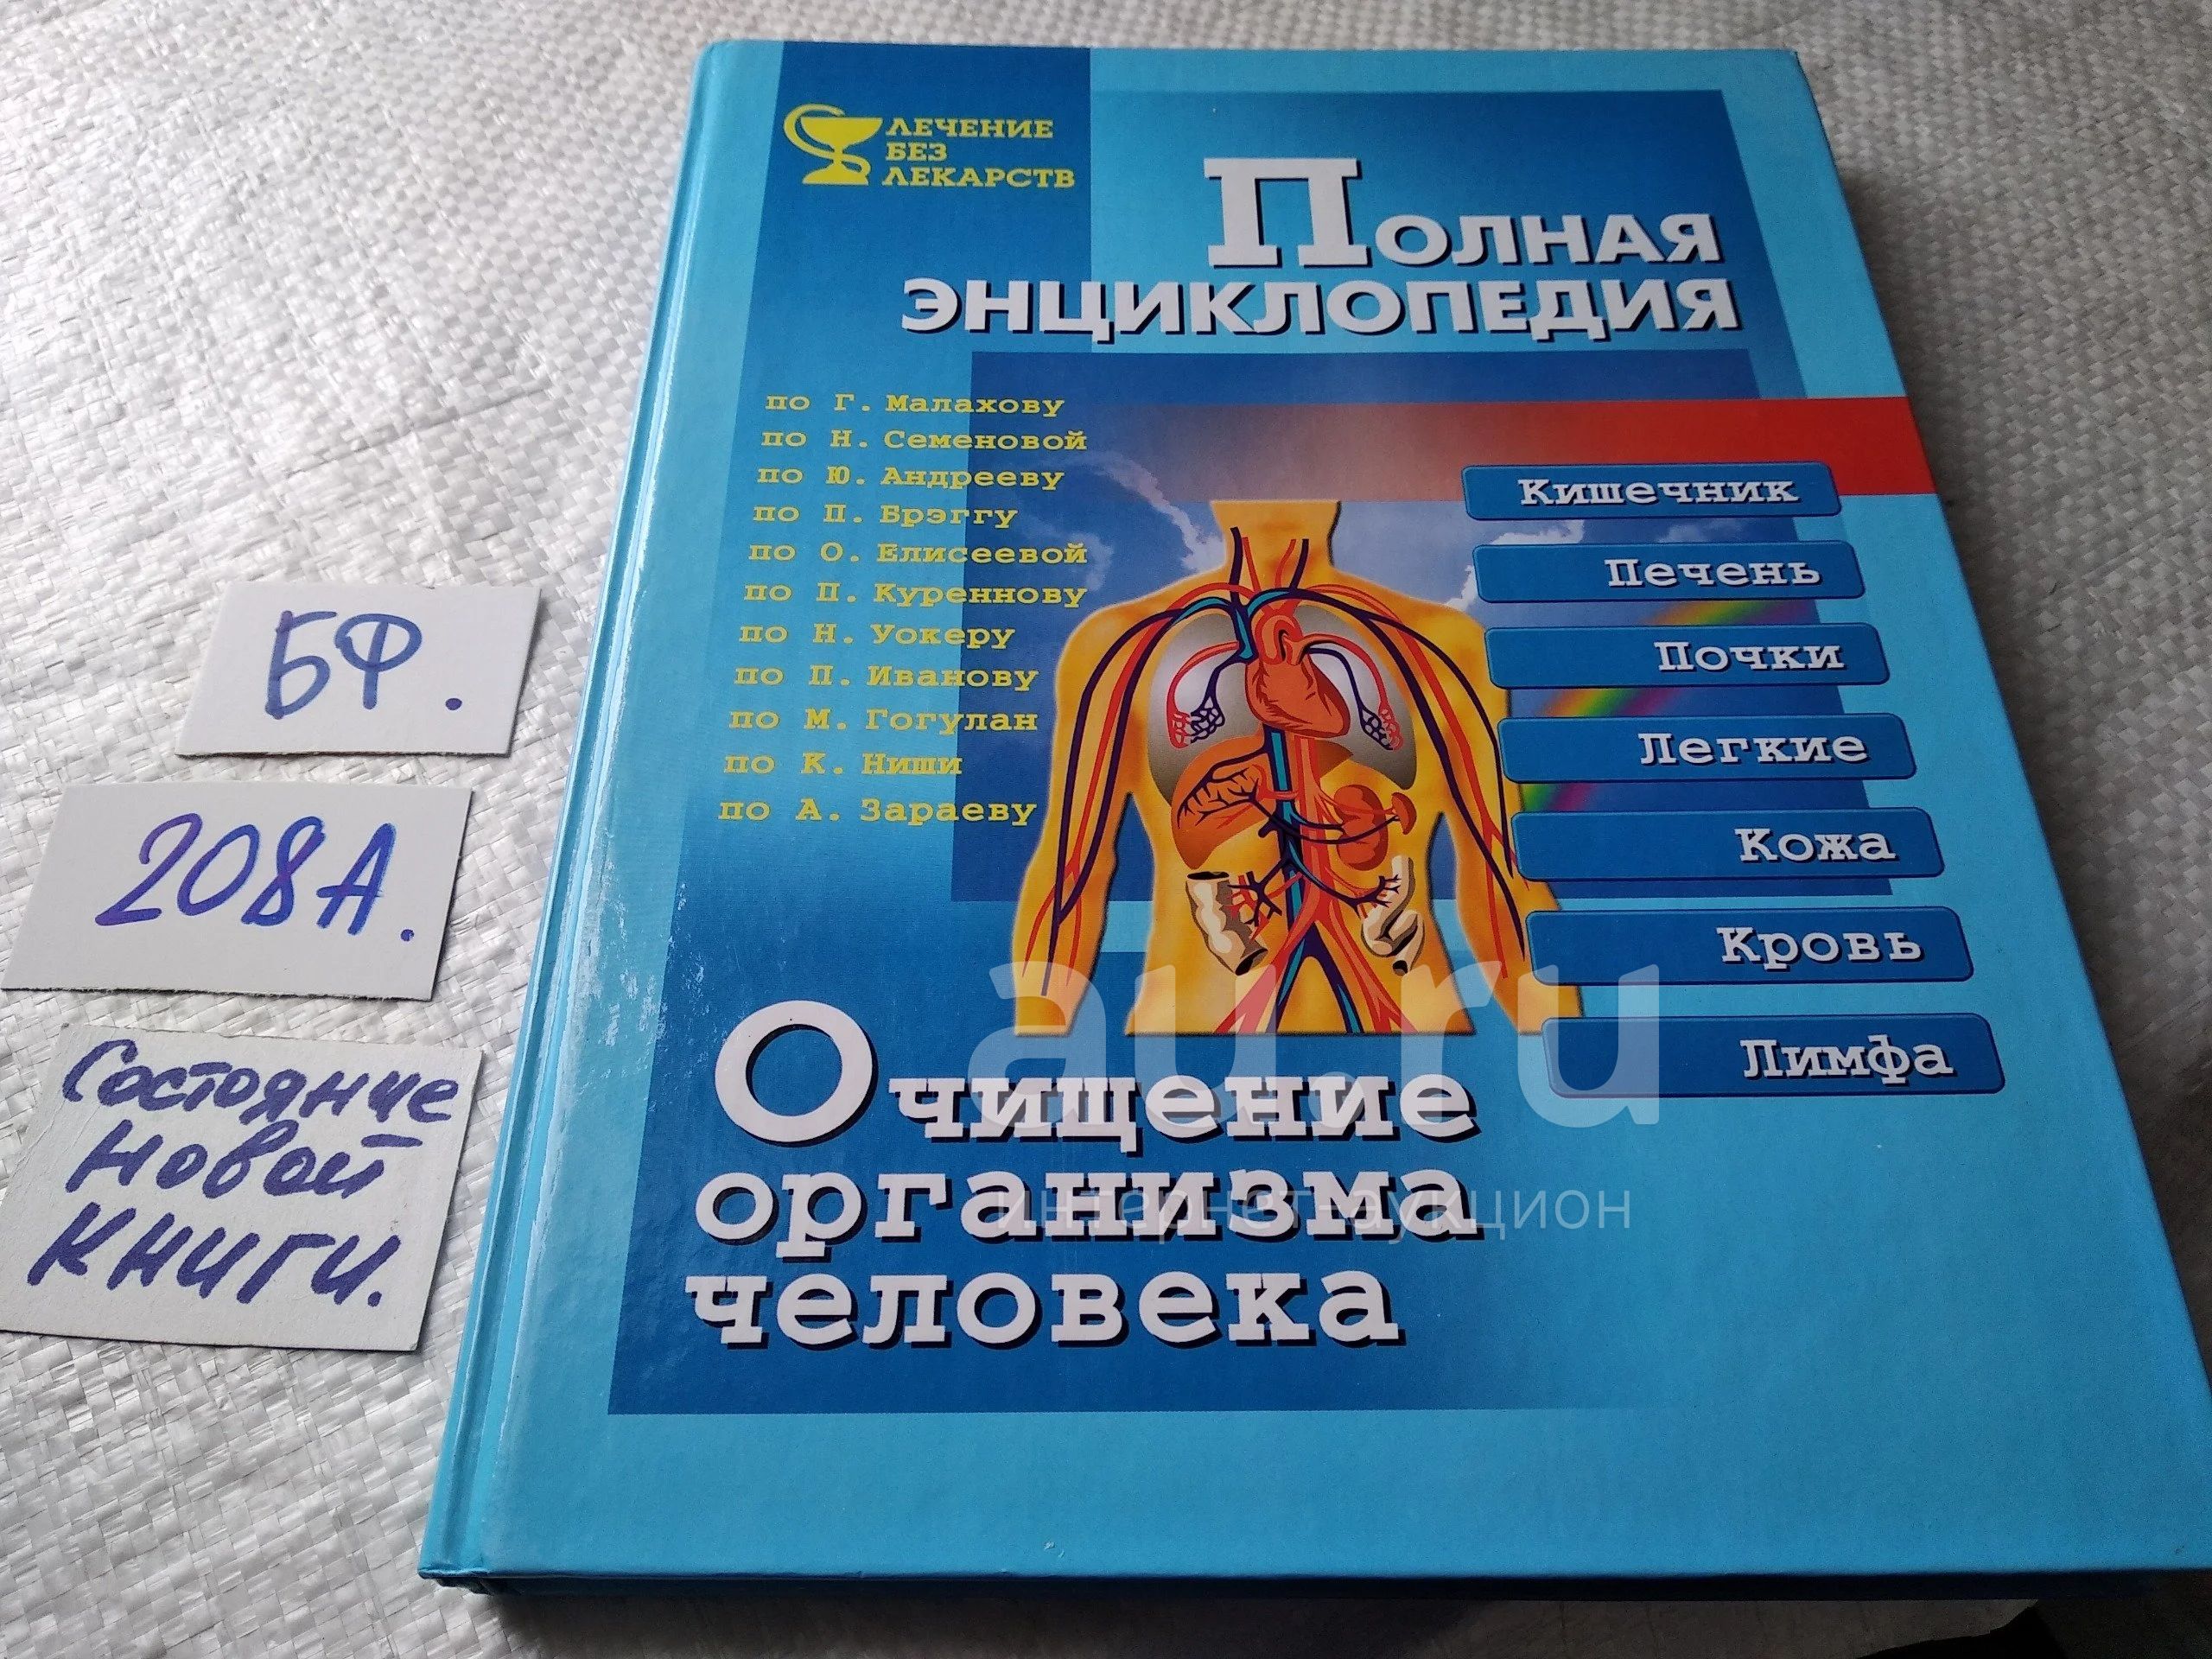 ЛЕЧЕНИЕ
БЕЗ
ЛЕКАРСТВ
ПОЛНАЯ
ЭНЦИКЛОПЕДИЯ
по Г. Малахову
по Н. Семеновой
по Ю. Андрееву
по П. Брэггу
по О. Елисеевой
по П. Куреннову
по Н. Уокеру
по П. Иванову
по М. Гогулан
по К. Ниши
по А. Зараеву
Кишечник
Печень
Почки
Легкие
Кожа
Кровь
Лимфа
Очищение
организма
человека
au.ru
интернет-аукцион
БФ.
208А.
Состояние
новой
книги.